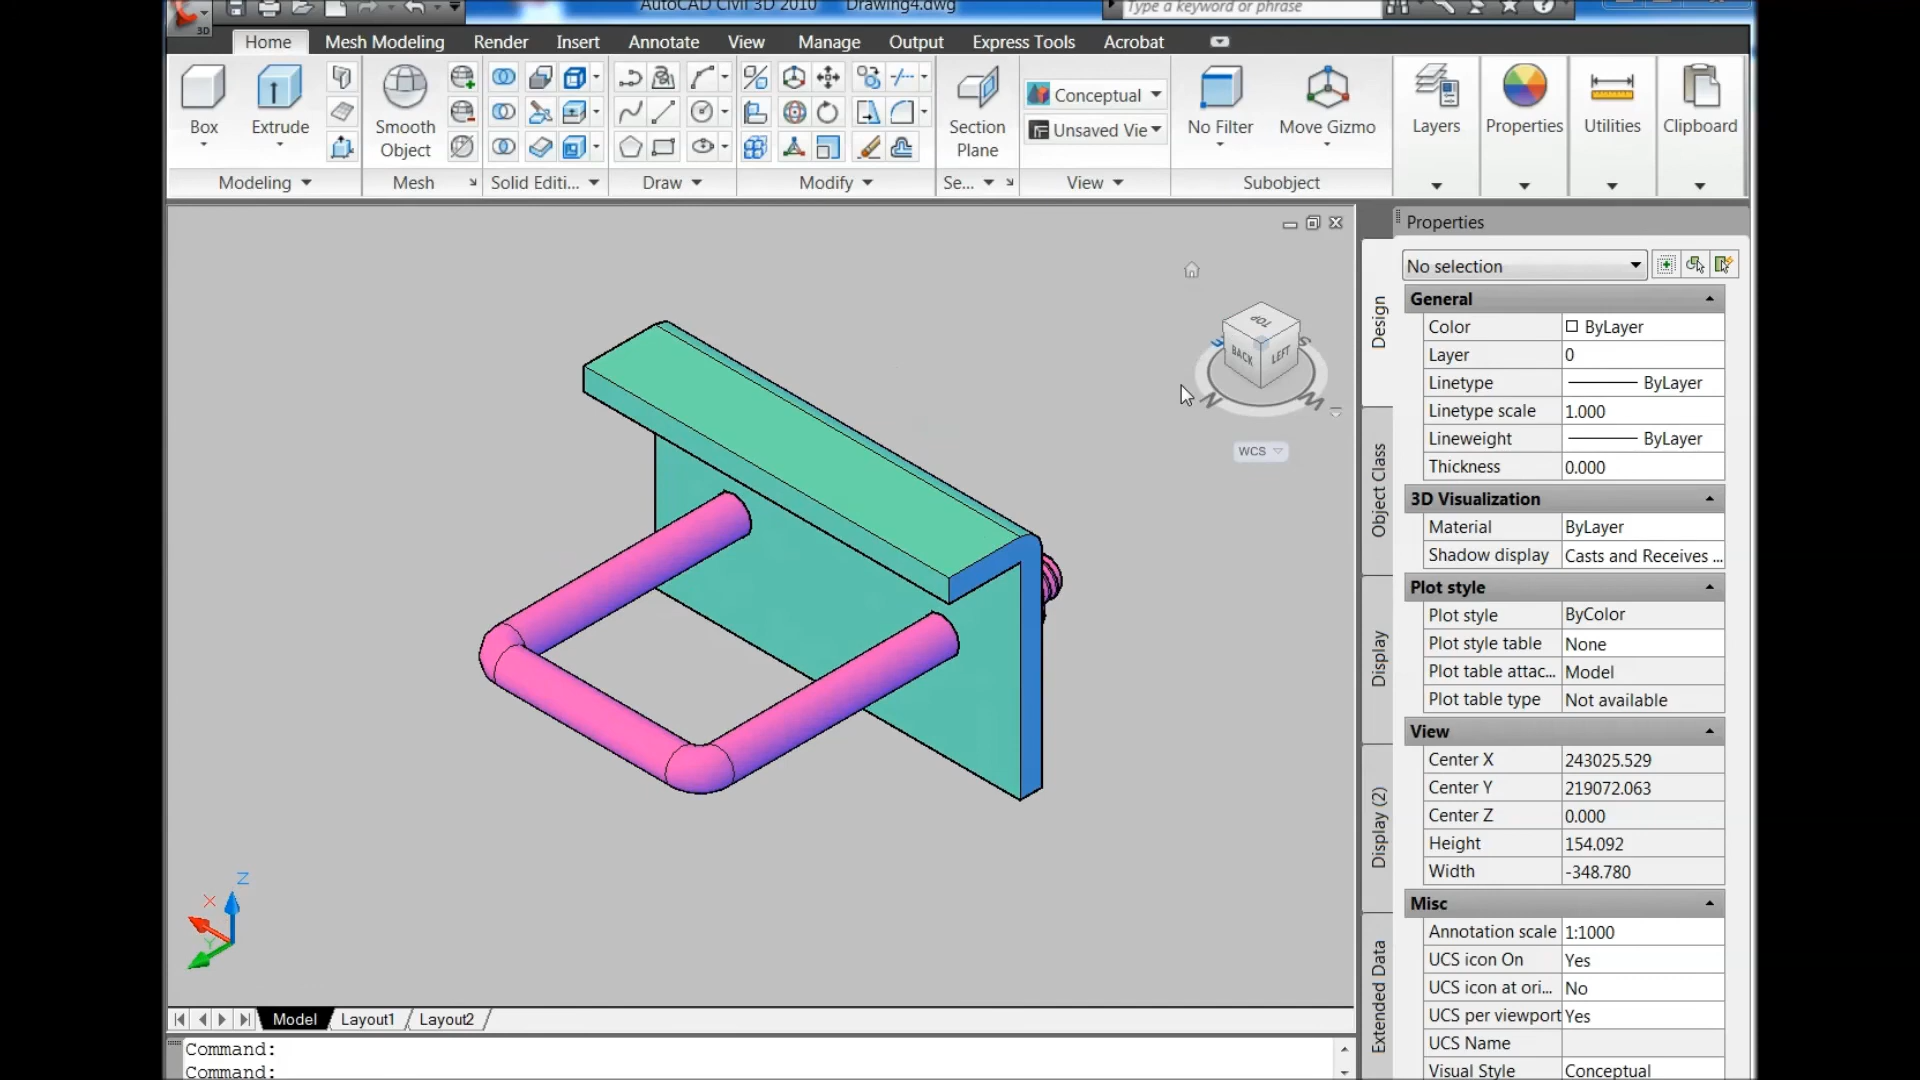 AutoCAD Civil 3D 2010 Drawing4.dwg
Type a keyword or phrase
3D
Home Mesh Modeling Render Insert Annotate View Manage Output Express Tools Acrobat
Box
Extrude
Smooth Object
Section Plane
Conceptual
Unsaved Vie
No Filter
Move Gizmo
Layers
Properties
Utilities
Clipboard
Modeling
Mesh
Solid Editi...
Draw
Modify
Se...
View
Subobject
Properties
No selection
General
Color ByLayer
Layer 0
Linetype ByLayer
Linetype scale 1.000
Lineweight ByLayer
Thickness 0.000
3D Visualization
Material ByLayer
Shadow display Casts and Receives ...
Plot style
Plot style ByColor
Plot style table None
Plot table attac... Model
Plot table type Not available
View
Center X 243025.529
Center Y 219072.063
Center Z 0.000
Height 154.092
Width -348.780
Misc
Annotation scale 1:1000
UCS icon On Yes
UCS icon at ori... No
UCS per viewport Yes
UCS Name
Visual Style Conceptual
Design
Object Class
Display
Display (2)
Extended Data
TOP
BACK
LEFT
S
N
WCS
Z
X
Y
Model
Layout1
Layout2
Command:
Command: